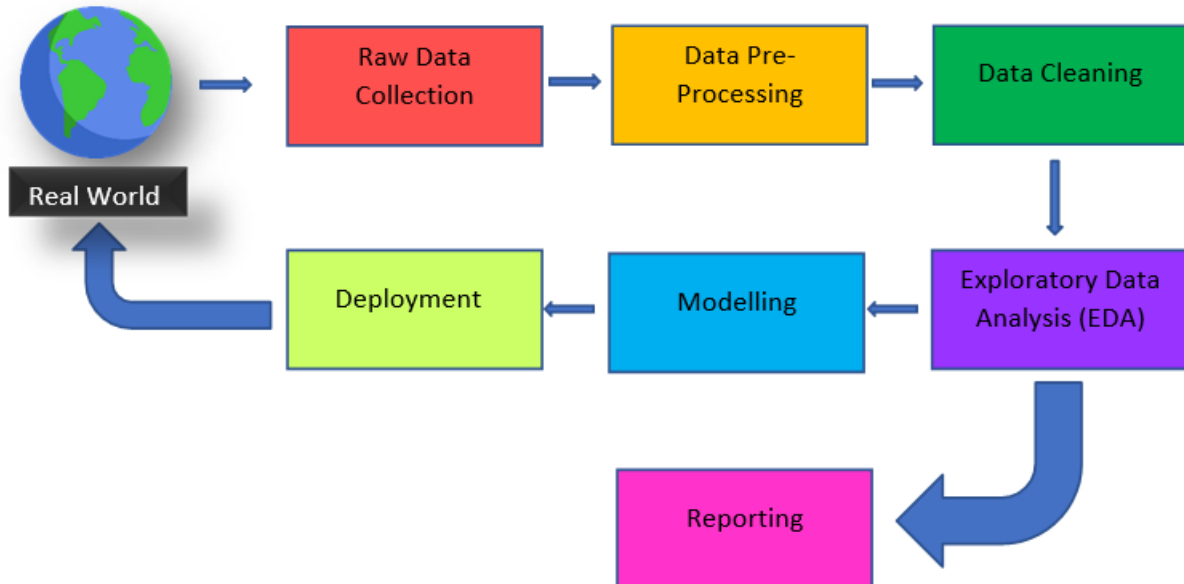 Raw Data
Collection
Data Pre-
Processing
Data Cleaning
Real World
Deployment
Modelling
Exploratory Data
Analysis (EDA)
Reporting